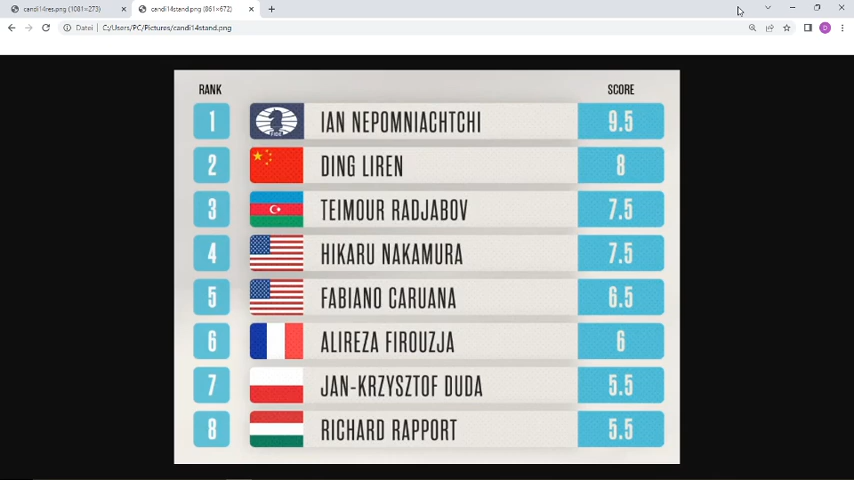 candi14res.png (1081×273)
candi14stand.png (861×672)
Datei
C:/Users/PC/Pictures/candi14stand.png
D
RANK SCORE
1 FIDE IAN NEPOMNIACHTCHI 9.5
2 DING LIREN 8
3 TEIMOUR RADJABOV 7.5
4 HIKARU NAKAMURA 7.5
5 FABIANO CARUANA 6.5
6 ALIREZA FIROUZJA 6
7 JAN-KRZYSZTOF DUDA 5.5
8 RICHARD RAPPORT 5.5